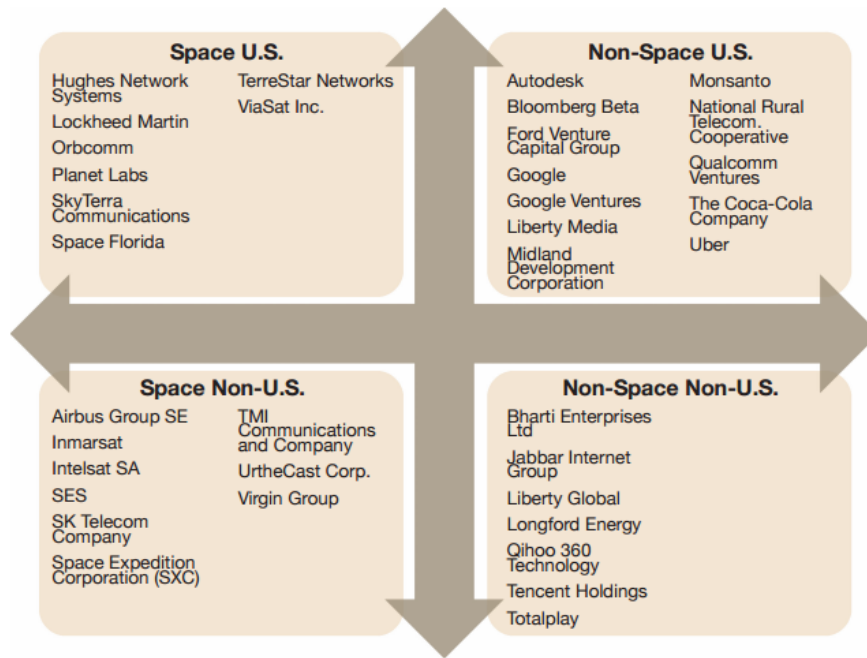 Space U.S.
Hughes Network
Systems
Lockheed Martin
Orbcomm
Planet Labs
SkyTerra
Communications
Space Florida
TerreStar Networks
ViaSat Inc.
Non-Space U.S.
Autodesk
Bloomberg Beta
Ford Venture
Capital Group
Google
Google Ventures
Liberty Media
Midland
Development
Corporation
Monsanto
National Rural
Telecom.
Cooperative
Qualcomm
Ventures
The Coca-Cola
Company
Uber
Space Non-U.S.
Airbus Group SE
Inmarsat
Intelsat SA
SES
SK Telecom
Company
Space Expedition
Corporation (SXC)
TMI
Communications
and Company
UrtheCast Corp.
Virgin Group
Non-Space Non-U.S.
Bharti Enterprises
Ltd
Jabbar Internet
Group
Liberty Global
Longford Energy
Qihoo 360
Technology
Tencent Holdings
Totalplay